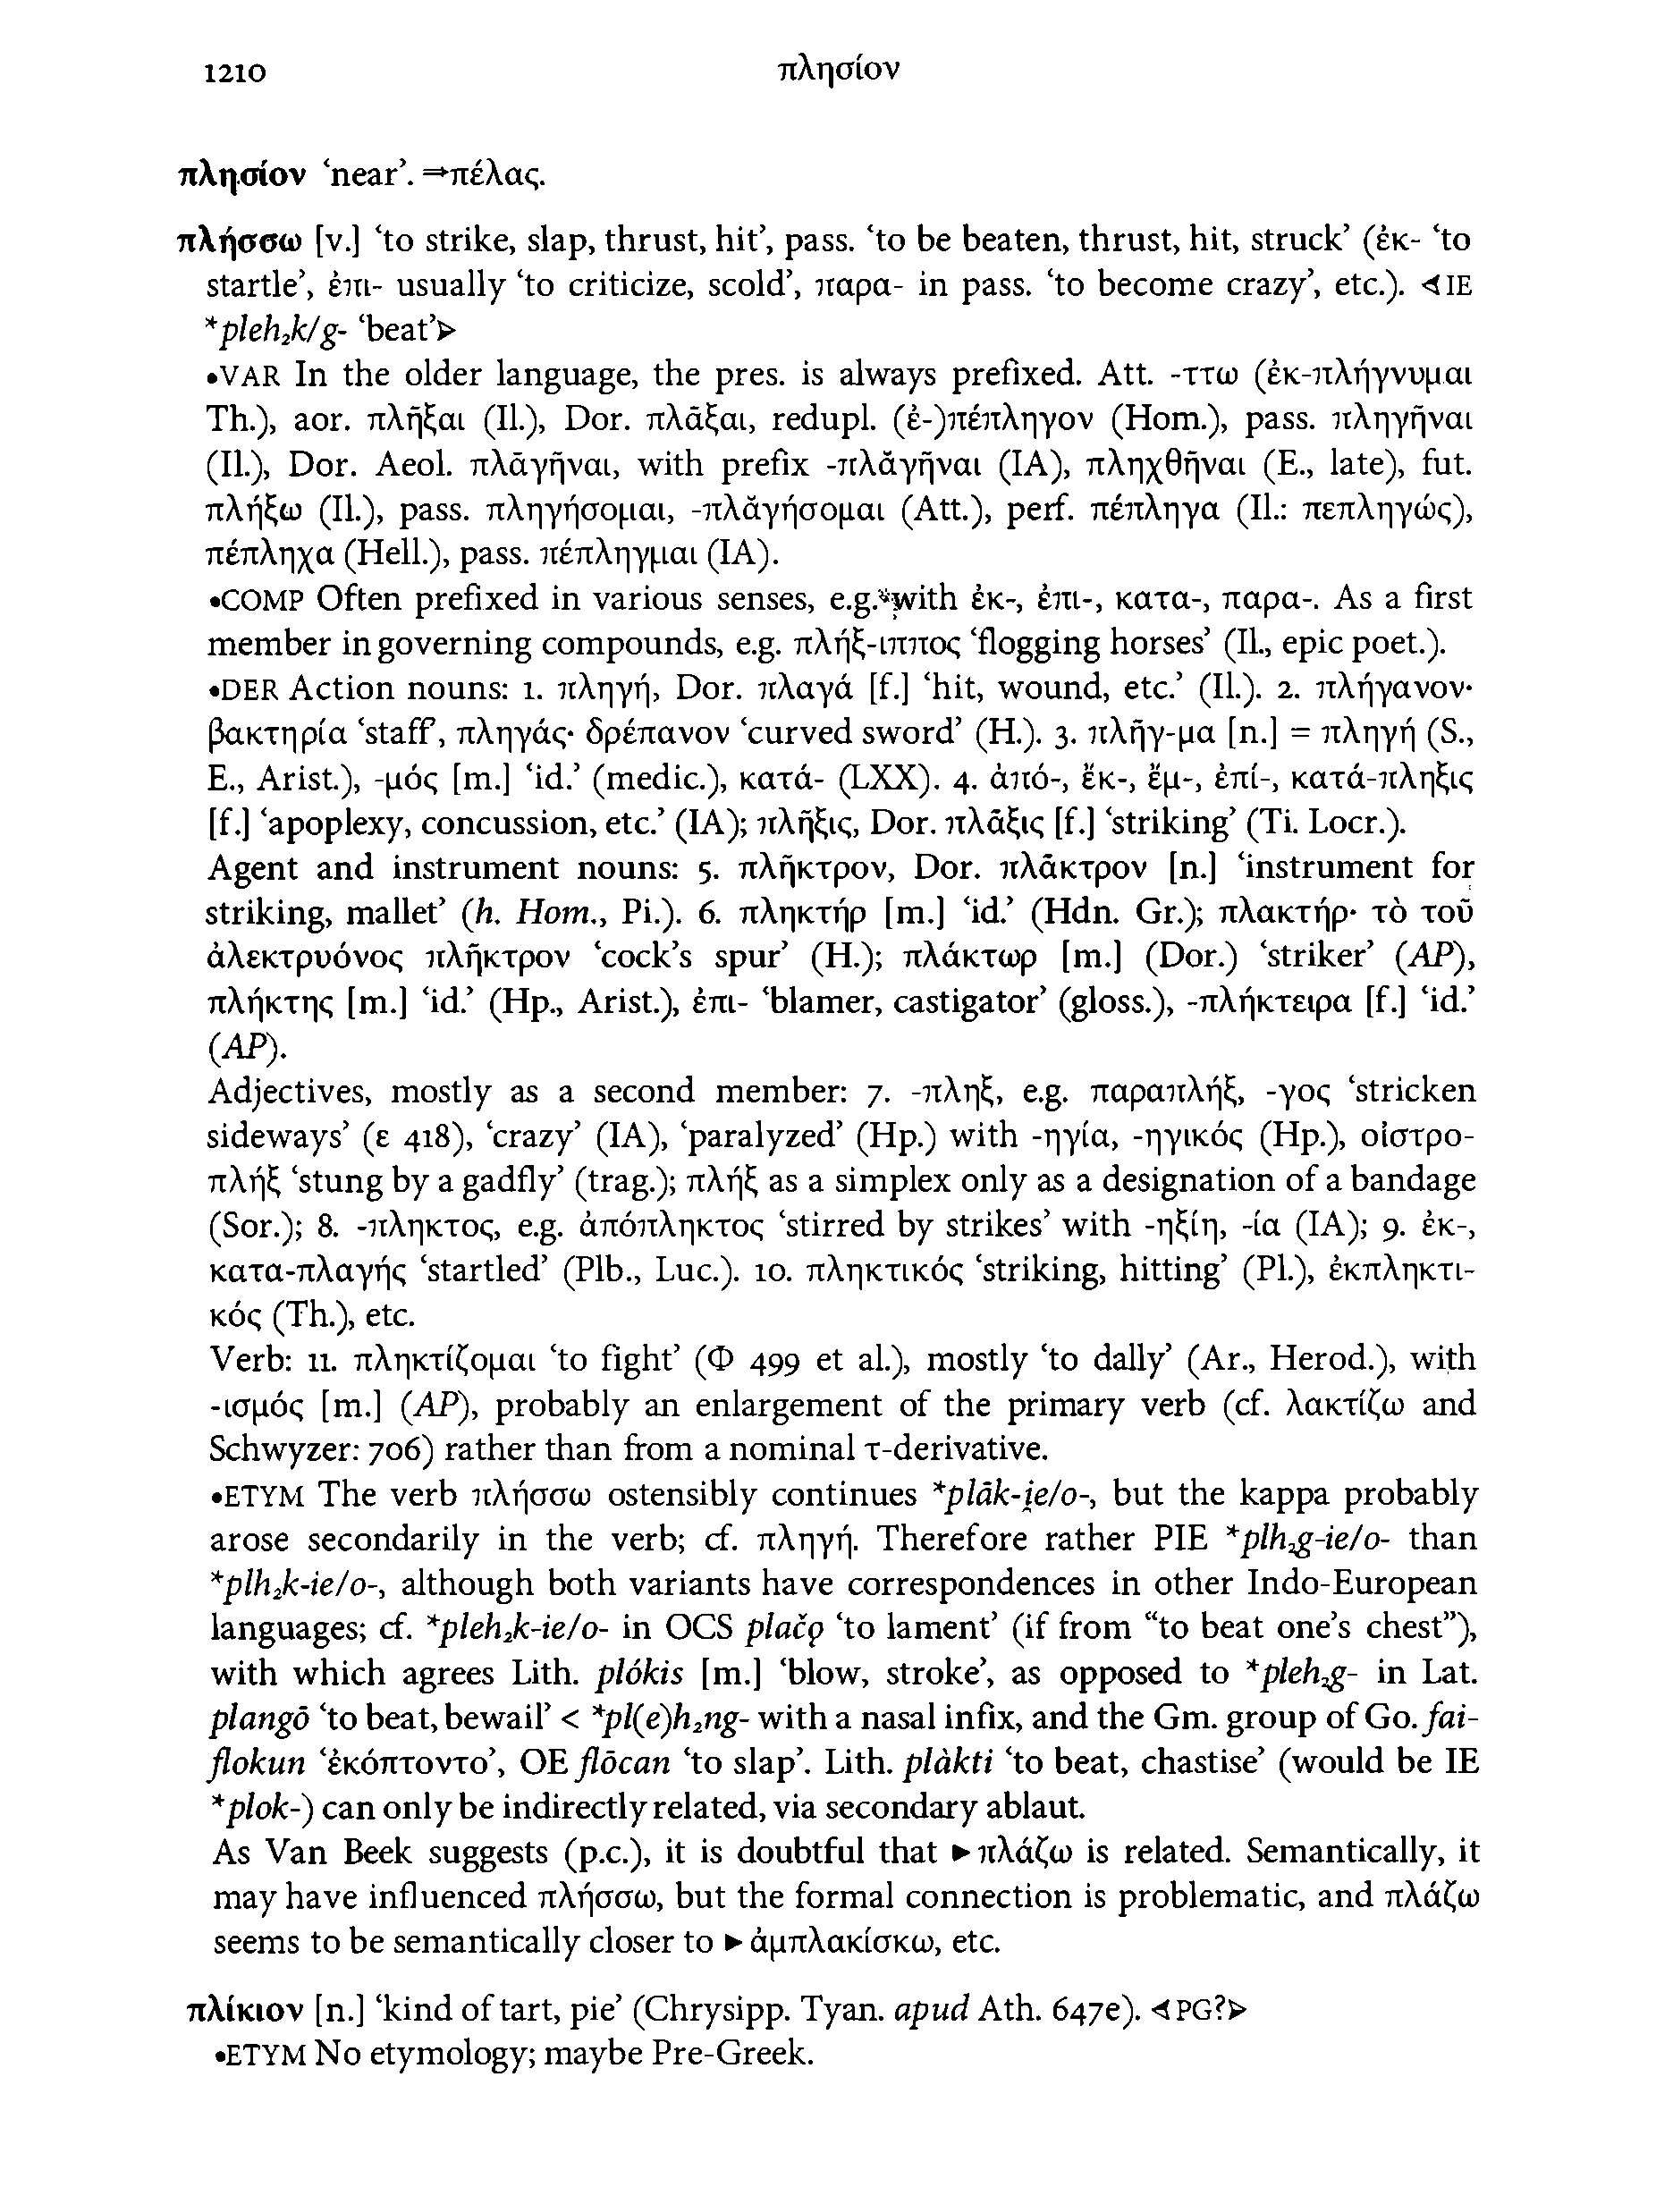 1210 πλησίον
πλησίον ‘near’. ⇒πέλας.
πλήσσω [v.] ‘to strike, slap, thrust, hit’, pass. ‘to be beaten, thrust, hit, struck’ (ἐκ- ‘to
startle’, ἐπι- usually ‘to criticize, scold’, παρα- in pass. ‘to become crazy’, etc.). ⊲IE
*pleh₂k/g- ‘beat’⊳
•VAR In the older language, the pres. is always prefixed. Att. -ττω (ἐκ-πλήγνυμαι
Th.), aor. πλῆξαι (Il.), Dor. πλᾶξαι, redupl. (ἐ-)πέπληγον (Hom.), pass. πληγῆναι
(Il.), Dor. Aeol. πλᾱγῆναι, with prefix -πλᾰγῆναι (IA), πληχθῆναι (E., late), fut.
πλήξω (Il.), pass. πληγήσομαι, -πλᾰγήσομαι (Att.), perf. πέπληγα (Il.: πεπληγώς),
πέπληχα (Hell.), pass. πέπληγμαι (IA).
•COMP Often prefixed in various senses, e.g. with ἐκ-, ἐπι-, κατα-, παρα-. As a first
member in governing compounds, e.g. πλήξ-ιππος ‘flogging horses’ (Il., epic poet.).
•DER Action nouns: 1. πληγή, Dor. πλαγά [f.] ‘hit, wound, etc.’ (Il.). 2. πλήγανον·
βακτηρία ‘staff’, πληγάς· δρέπανον ‘curved sword’ (H.). 3. πλῆγ-μα [n.] = πληγή (S.,
E., Arist.), -μός [m.] ‘id.’ (medic.), κατά- (LXX). 4. ἀπό-, ἔκ-, ἔμ-, ἐπί-, κατά-πληξις
[f.] ‘apoplexy, concussion, etc.’ (IA); πλῆξις, Dor. πλᾶξις [f.] ‘striking’ (Ti. Locr.).
Agent and instrument nouns: 5. πλῆκτρον, Dor. πλᾶκτρον [n.] ‘instrument for
striking, mallet’ (h. Hom., Pi.). 6. πληκτήρ [m.] ‘id.’ (Hdn. Gr.); πλακτήρ· τὸ τοῦ
ἀλεκτρυόνος πλῆκτρον ‘cock’s spur’ (H.); πλάκτωρ [m.] (Dor.) ‘striker’ (AP),
πλήκτης [m.] ‘id.’ (Hp., Arist.), ἐπι- ‘blamer, castigator’ (gloss.), -πλήκτειρα [f.] ‘id.’
(AP).
Adjectives, mostly as a second member: 7. -πληξ, e.g. παραπλήξ, -γος ‘stricken
sideways’ (ε 418), ‘crazy’ (IA), ‘paralyzed’ (Hp.) with -ηγία, -ηγικός (Hp.), οἰστρο-
πλήξ ‘stung by a gadfly’ (trag.); πλήξ as a simplex only as a designation of a bandage
(Sor.); 8. -πληκτος, e.g. ἀπόπληκτος ‘stirred by strikes’ with -ηξίη, -ία (IA); 9. ἐκ-,
κατα-πλαγής ‘startled’ (Plb., Luc.). 10. πληκτικός ‘striking, hitting’ (Pl.), ἐκπληκτι-
κός (Th.), etc.
Verb: 11. πληκτίζομαι ‘to fight’ (Φ 499 et al.), mostly ‘to dally’ (Ar., Herod.), with
-ισμός [m.] (AP), probably an enlargement of the primary verb (cf. λακτίζω and
Schwyzer: 706) rather than from a nominal τ-derivative.
•ETYM The verb πλήσσω ostensibly continues *plāk-i̯e/o-, but the kappa probably
arose secondarily in the verb; cf. πληγή. Therefore rather PIE *plh₂g-ie/o- than
*plh₂k-ie/o-, although both variants have correspondences in other Indo-European
languages; cf. *pleh₂k-ie/o- in OCS plačǫ ‘to lament’ (if from “to beat one’s chest”),
with which agrees Lith. plókis [m.] ‘blow, stroke’, as opposed to *pleh₂g- in Lat.
plangō ‘to beat, bewail’ < *pl(e)h₂ng- with a nasal infix, and the Gm. group of Go. fai-
flokun ‘ἐκόπτοντο’, OE flōcan ‘to slap’. Lith. plàkti ‘to beat, chastise’ (would be IE
*plok-) can only be indirectly related, via secondary ablaut.
As Van Beek suggests (p.c.), it is doubtful that ►πλάζω is related. Semantically, it
may have influenced πλήσσω, but the formal connection is problematic, and πλάζω
seems to be semantically closer to ►ἀμπλακίσκω, etc.
πλίκιον [n.] ‘kind of tart, pie’ (Chrysipp. Tyan. apud Ath. 647e). ⊲PG?⊳
•ETYM No etymology; maybe Pre-Greek.